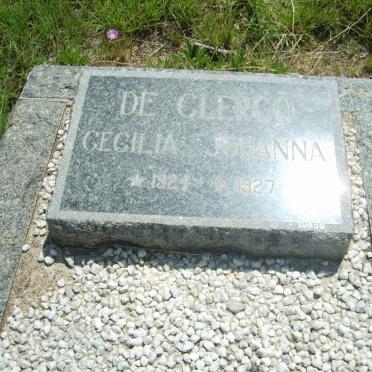 DE CLERCQ
CECILIA JOHANNA
★ 1924 ✝ 1927